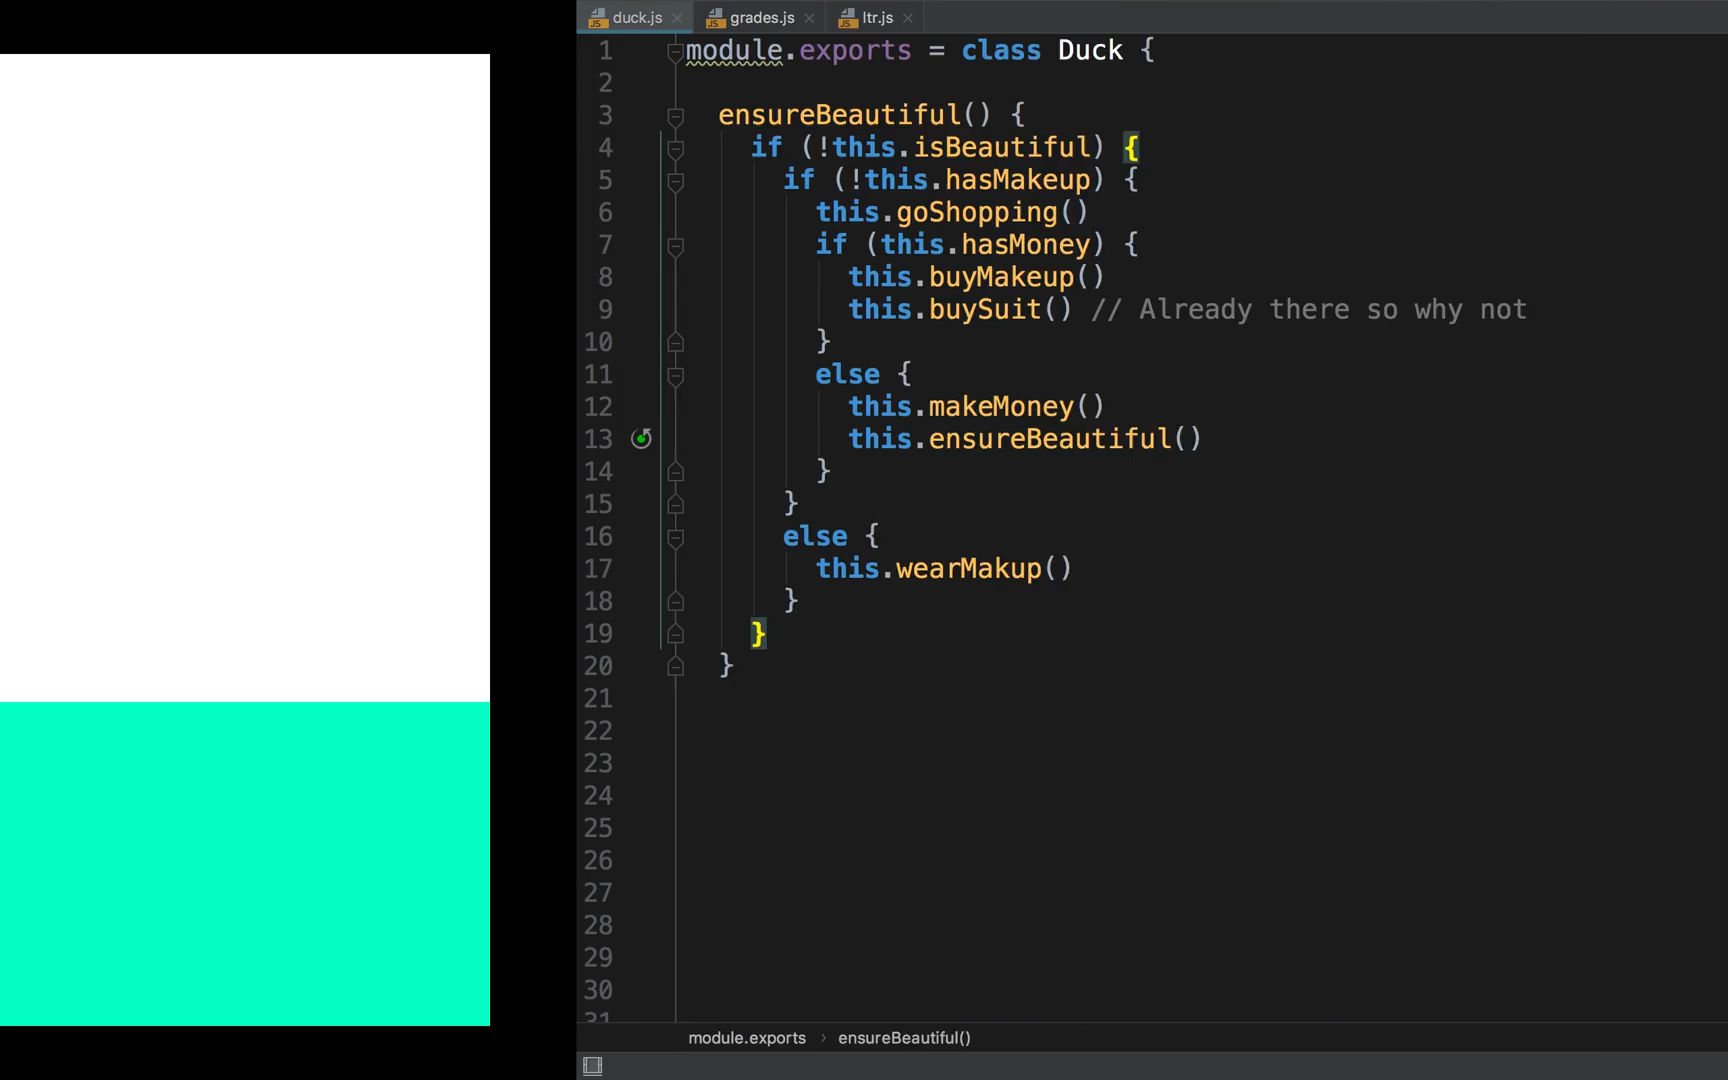 duck.js grades.js ltr.js
1 module.exports = class Duck {
2
3 ensureBeautiful() {
4 if (!this.isBeautiful) {
5 if (!this.hasMakeup) {
6 this.goShopping()
7 if (this.hasMoney) {
8 this.buyMakeup()
9 this.buySuit() // Already there so why not
10 }
11 else {
12 this.makeMoney()
13 this.ensureBeautiful()
14 }
15 }
16 else {
17 this.wearMakup()
18 }
19 }
20 }
21
22
23
24
25
26
27
28
29
30
31
module.exports › ensureBeautiful()